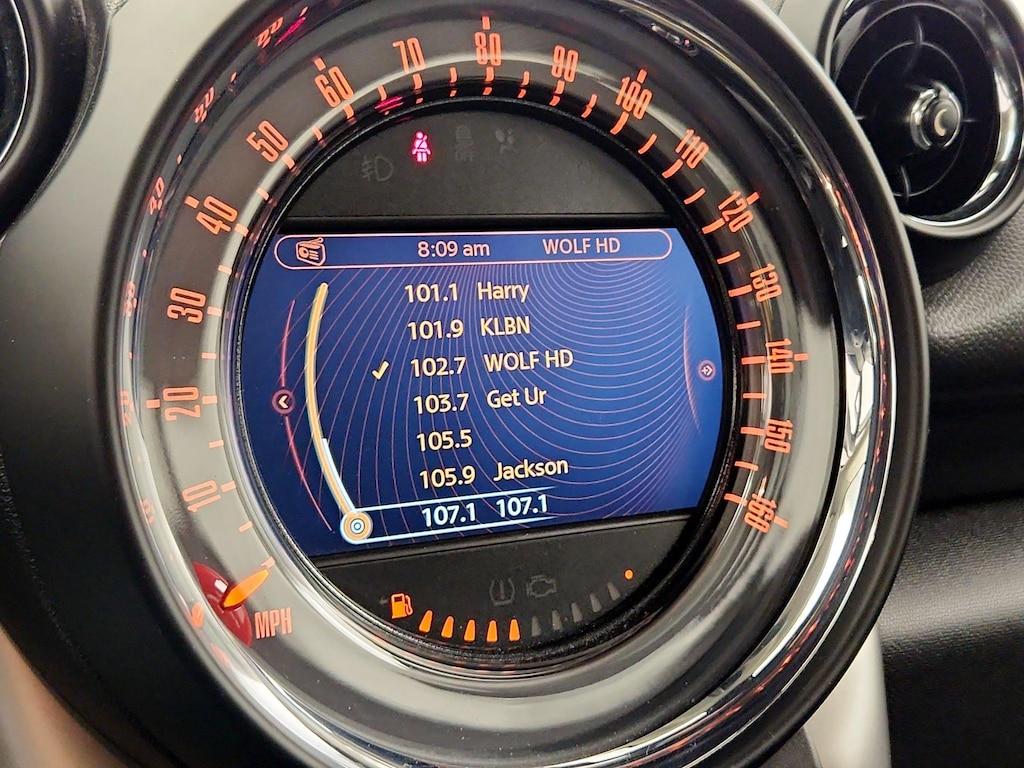 10
20
30
40
50
60
70
80
90
100
110
120
130
140
150
160
MPH
8:09 am WOLF HD
101.1 Harry
101.9 KLBN
102.7 WOLF HD
103.7 Get Ur
105.5
105.9 Jackson
107.1 107.1